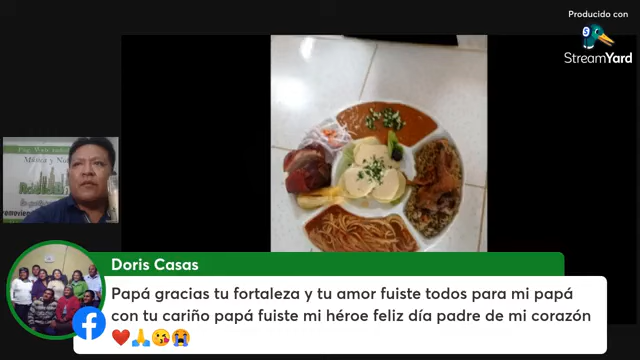 Producido con
StreamYard
Doris Casas
Papá gracias tu fortaleza y tu amor fuiste todos para mi papá
con tu cariño papá fuiste mi héroe feliz día padre de mi corazón
❤️🙏😘😭